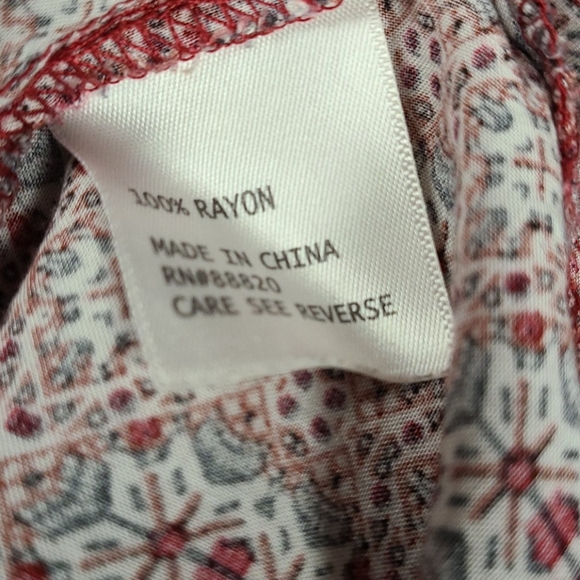 100% RAYON
MADE IN CHINA
RN#88820
CARE SEE REVERSE